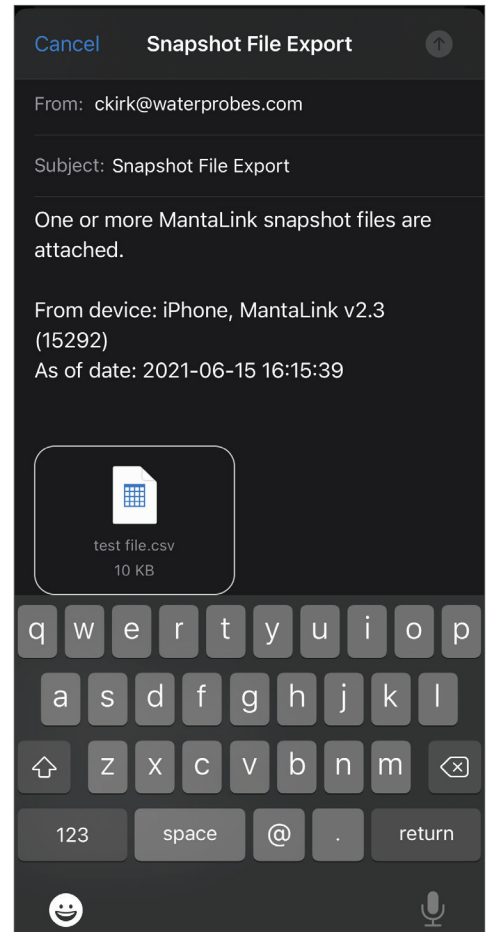 Cancel Snapshot File Export
From: ckirk@waterprobes.com
Subject: Snapshot File Export
One or more MantaLink snapshot files are
attached.
From device: iPhone, MantaLink v2.3
(15292)
As of date: 2021-06-15 16:15:39
test file.csv
10 KB
q w e r t y u i o p
a s d f g h j k l
z x c v b n m
123 space @ . return